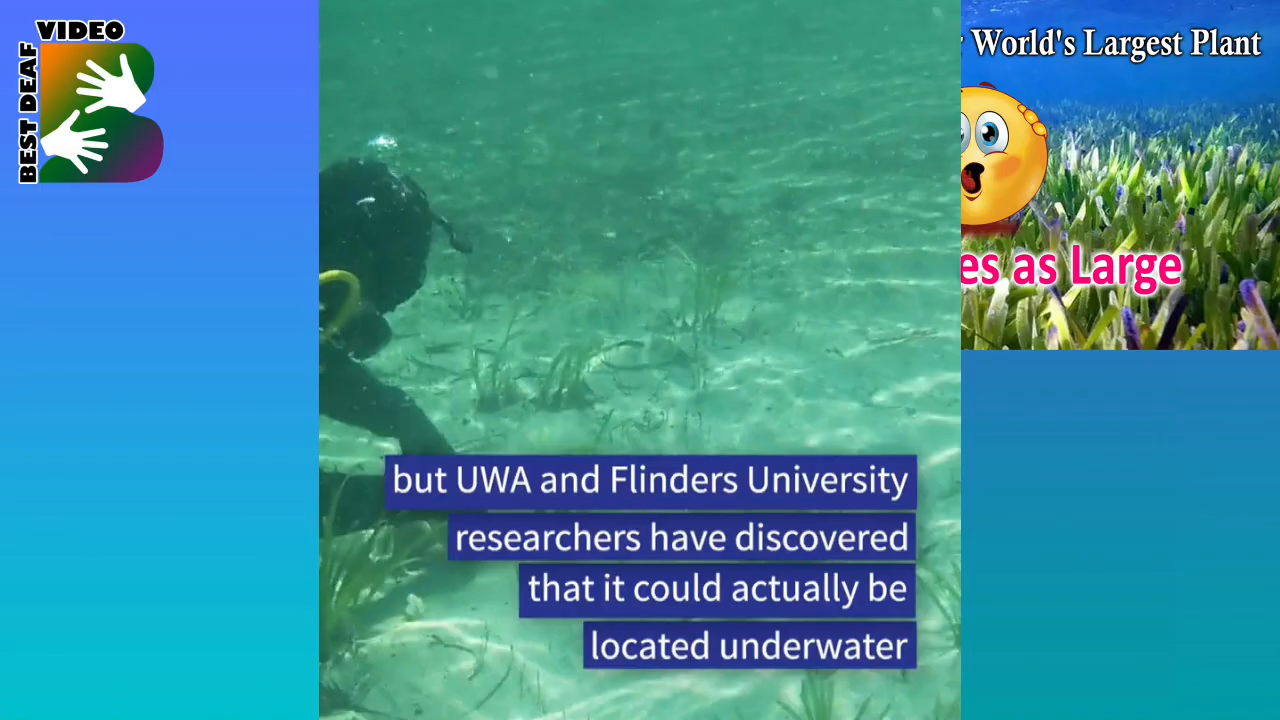 VIDEO
BEST DEAF
World's Largest Plant
es as Large
but UWA and Flinders University
researchers have discovered
that it could actually be
located underwater